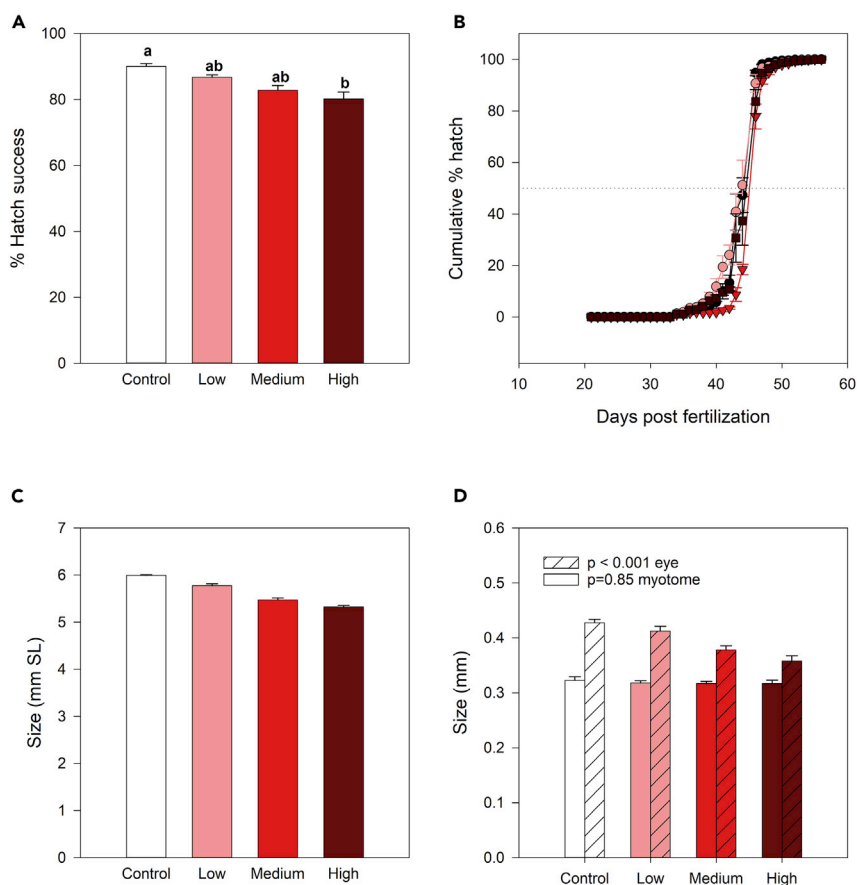 A
% Hatch success
100
80
60
40
20
0
a
ab
ab
b
Control Low Medium High
B
Cumulative % hatch
100
80
60
40
20
0
10 20 30 40 50 60
Days post fertilization
C
Size (mm SL)
7
6
5
4
3
2
1
0
Control Low Medium High
D
Size (mm)
0.6
0.5
0.4
0.3
0.2
0.1
0.0
p < 0.001 eye
p=0.85 myotome
Control Low Medium High